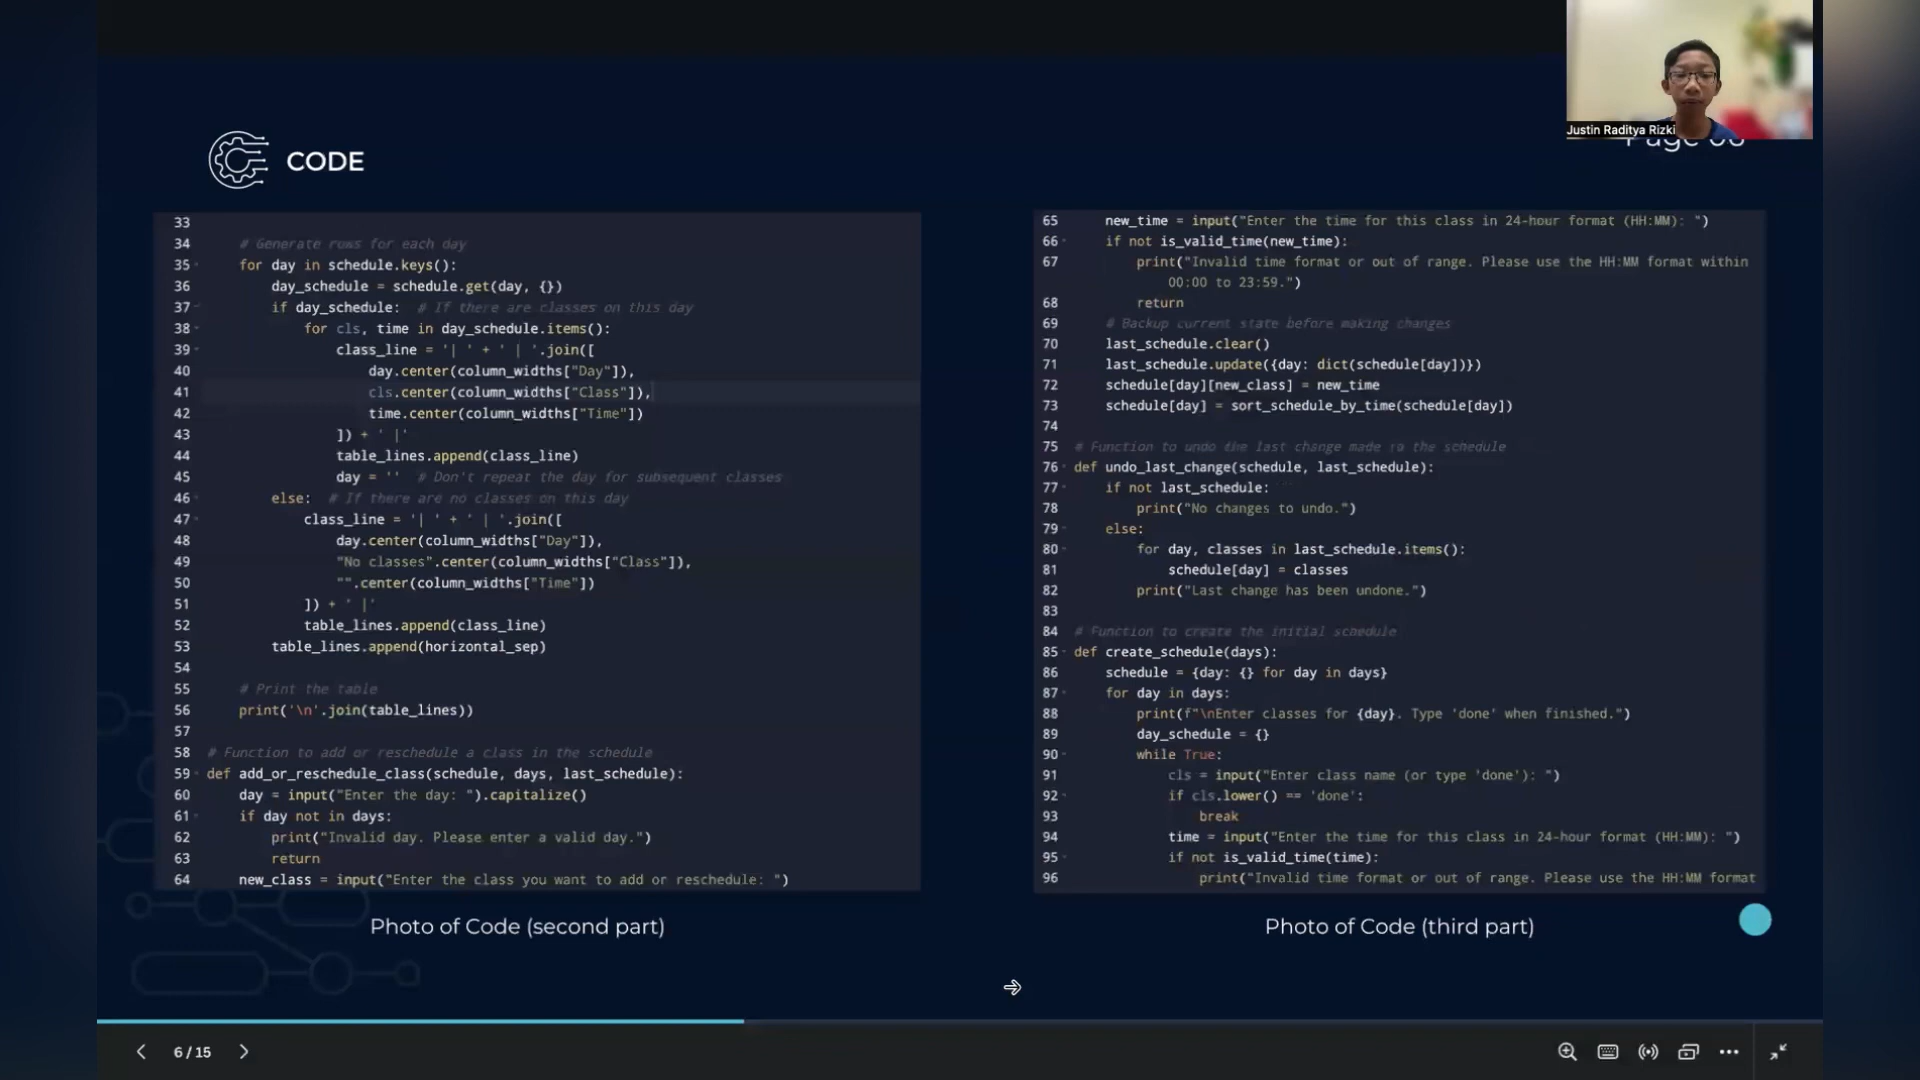 Justin Raditya Rizki
CODE
33
34 # Generate rows for each day
35 for day in schedule.keys():
36 day_schedule = schedule.get(day, {})
37 if day_schedule: # If there are classes on this day
38 for cls, time in day_schedule.items():
39 class_line = '| ' + ' | '.join([
40 day.center(column_widths["Day"]),
41 cls.center(column_widths["Class"]),
42 time.center(column_widths["Time"])
43 ]) + ' |'
44 table_lines.append(class_line)
45 day = '' # Don't repeat the day for subsequent classes
46 else: # If there are no classes on this day
47 class_line = '| ' + ' | '.join([
48 day.center(column_widths["Day"]),
49 "No classes".center(column_widths["Class"]),
50 "".center(column_widths["Time"])
51 ]) + ' |'
52 table_lines.append(class_line)
53 table_lines.append(horizontal_sep)
54
55 # Print the table
56 print('\n'.join(table_lines))
57
58 # Function to add or reschedule a class in the schedule
59 def add_or_reschedule_class(schedule, days, last_schedule):
60 day = input("Enter the day: ").capitalize()
61 if day not in days:
62 print("Invalid day. Please enter a valid day.")
63 return
64 new_class = input("Enter the class you want to add or reschedule: ")
Photo of Code (second part)
65 new_time = input("Enter the time for this class in 24-hour format (HH:MM): ")
66 if not is_valid_time(new_time):
67 print("Invalid time format or out of range. Please use the HH:MM format within
00:00 to 23:59.")
68 return
69 # Backup current state before making changes
70 last_schedule.clear()
71 last_schedule.update({day: dict(schedule[day])})
72 schedule[day][new_class] = new_time
73 schedule[day] = sort_schedule_by_time(schedule[day])
74
75 # Function to undo the last change made to the schedule
76 def undo_last_change(schedule, last_schedule):
77 if not last_schedule:
78 print("No changes to undo.")
79 else:
80 for day, classes in last_schedule.items():
81 schedule[day] = classes
82 print("Last change has been undone.")
83
84 # Function to create the initial schedule
85 def create_schedule(days):
86 schedule = {day: {} for day in days}
87 for day in days:
88 print(f"\nEnter classes for {day}. Type 'done' when finished.")
89 day_schedule = {}
90 while True:
91 cls = input("Enter class name (or type 'done'): ")
92 if cls.lower() == 'done':
93 break
94 time = input("Enter the time for this class in 24-hour format (HH:MM): ")
95 if not is_valid_time(time):
96 print("Invalid time format or out of range. Please use the HH:MM format
Photo of Code (third part)
6 / 15